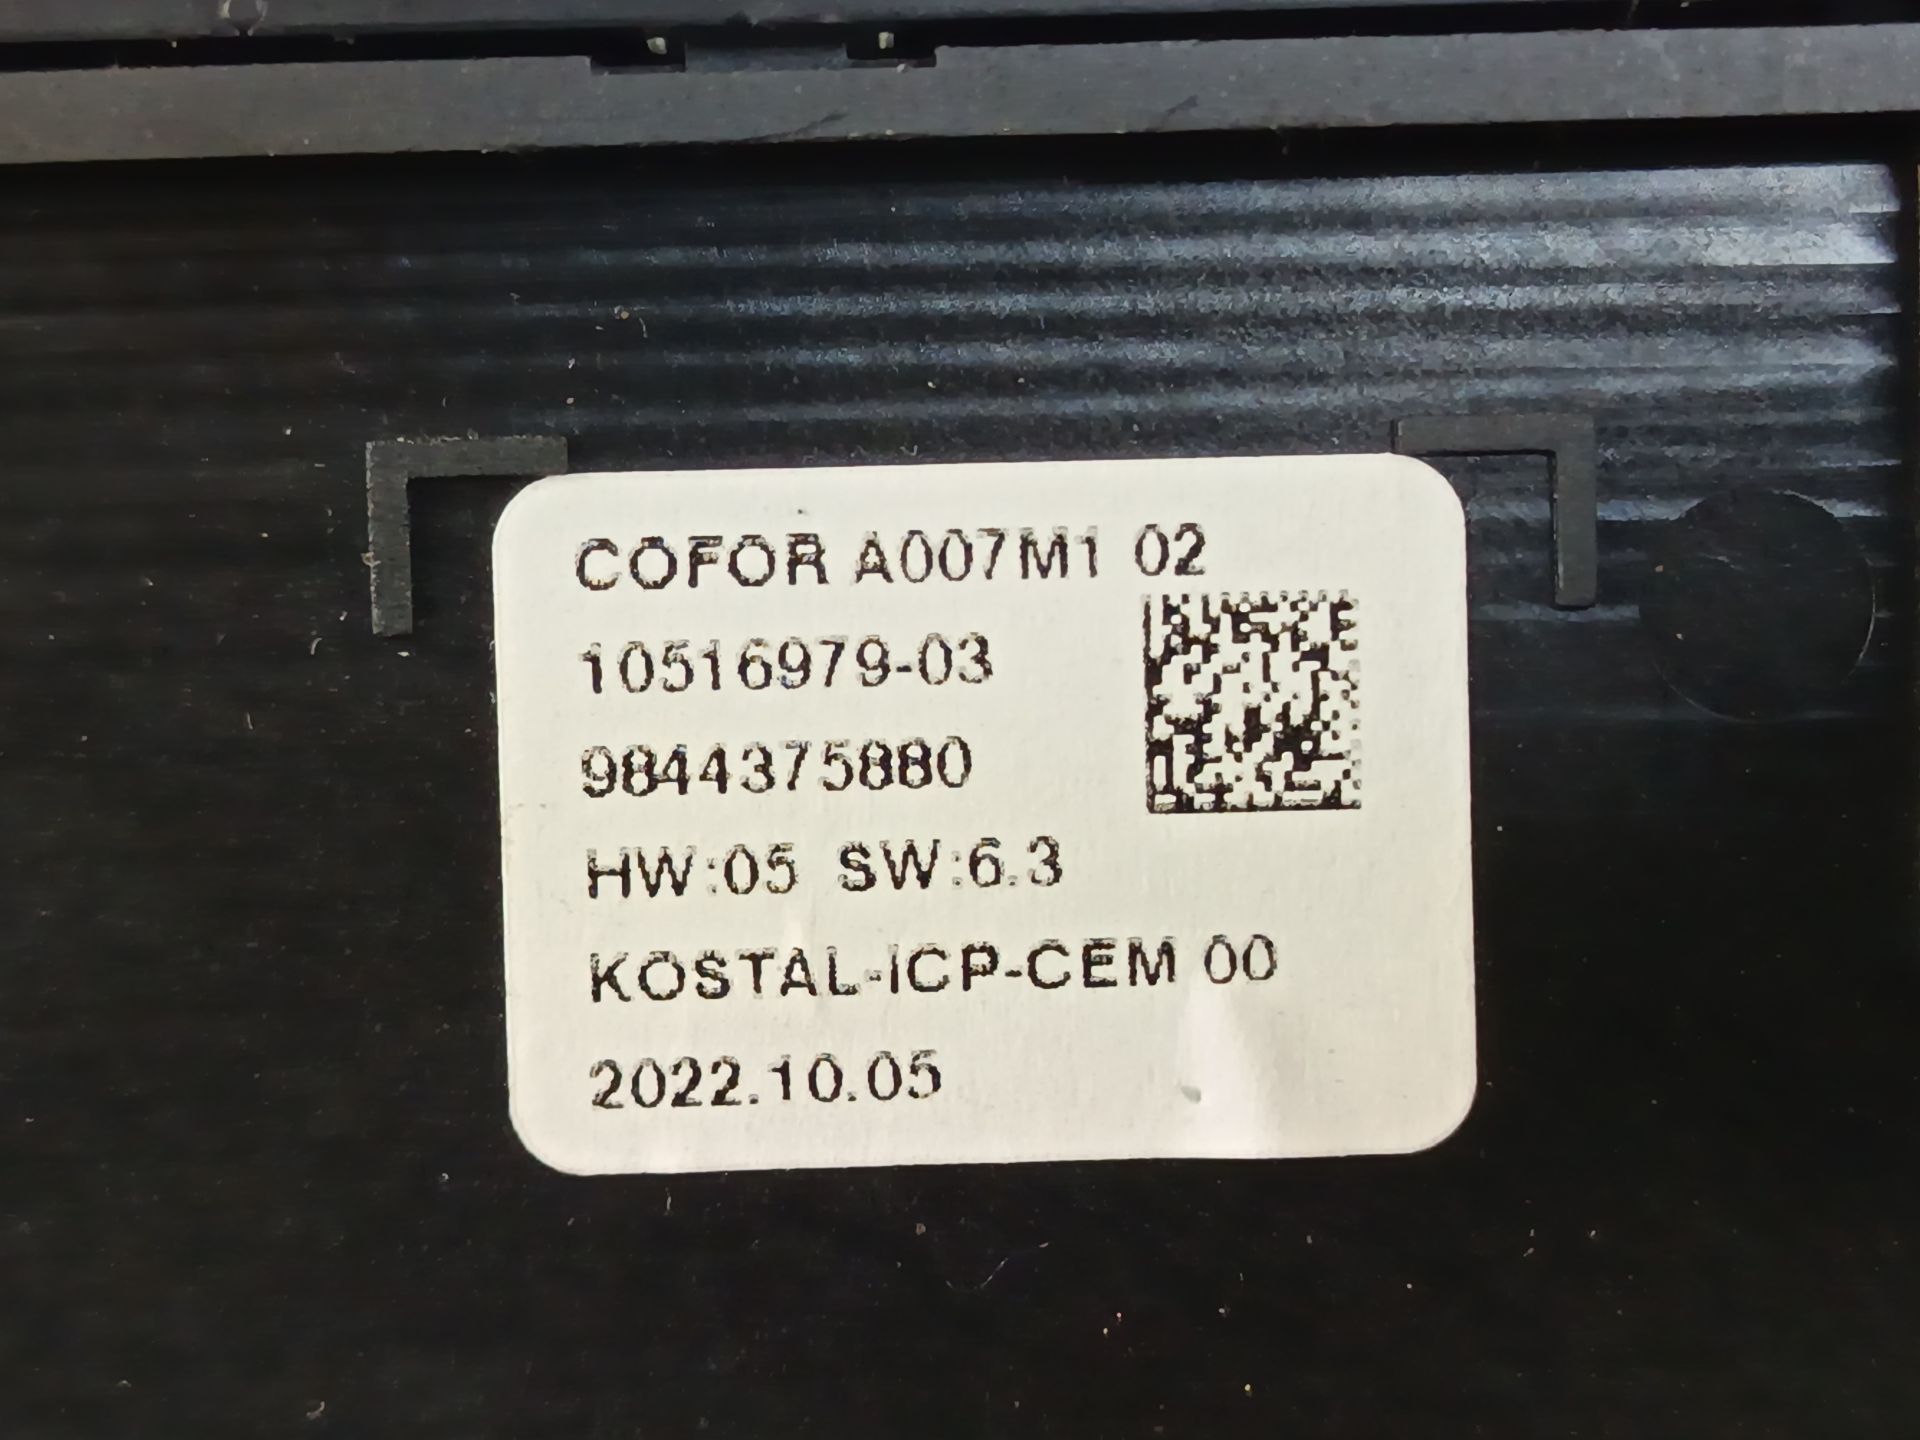 COFOR A007M1 02
10516979-03
9844375880
HW:05 SW:6.3
KOSTAL-ICP-CEM 00
2022.10.05